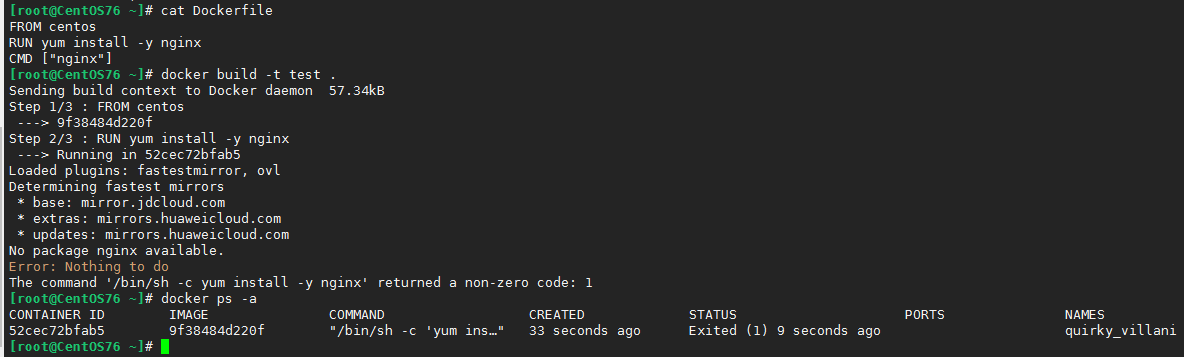 [root@CentOS76 ~]# cat Dockerfile
FROM centos
RUN yum install -y nginx
CMD ["nginx"]
[root@CentOS76 ~]# docker build -t test .
Sending build context to Docker daemon  57.34kB
Step 1/3 : FROM centos
 ---> 9f38484d220f
Step 2/3 : RUN yum install -y nginx
 ---> Running in 52cec72bfab5
Loaded plugins: fastestmirror, ovl
Determining fastest mirrors
 * base: mirror.jdcloud.com
 * extras: mirrors.huaweicloud.com
 * updates: mirrors.huaweicloud.com
No package nginx available.
Error: Nothing to do
The command '/bin/sh -c yum install -y nginx' returned a non-zero code: 1
[root@CentOS76 ~]# docker ps -a
CONTAINER ID        IMAGE               COMMAND                  CREATED             STATUS                     PORTS               NAMES
52cec72bfab5        9f38484d220f        "/bin/sh -c 'yum ins…"   33 seconds ago      Exited (1) 9 seconds ago                       quirky_villani
[root@CentOS76 ~]#